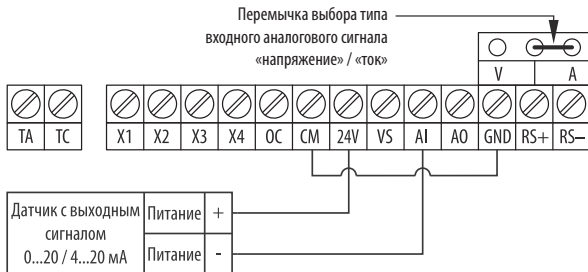 Перемычка выбора типа
входного аналогового сигнала
«напряжение» / «ток»
V A
TA TC X1 X2 X3 X4 OC CM 24V VS AI AO GND RS+ RS–
Датчик с выходным
сигналом
0...20 / 4...20 мА
Питание +
Питание -